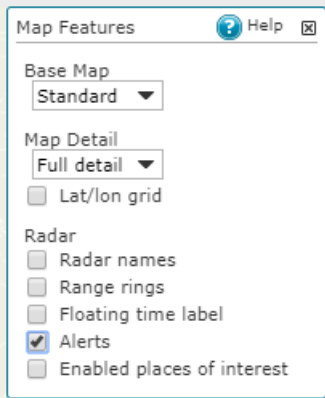 Map Features ? Help
Base Map
Standard
Map Detail
Full detail
Lat/lon grid
Radar
Radar names
Range rings
Floating time label
Alerts
Enabled places of interest